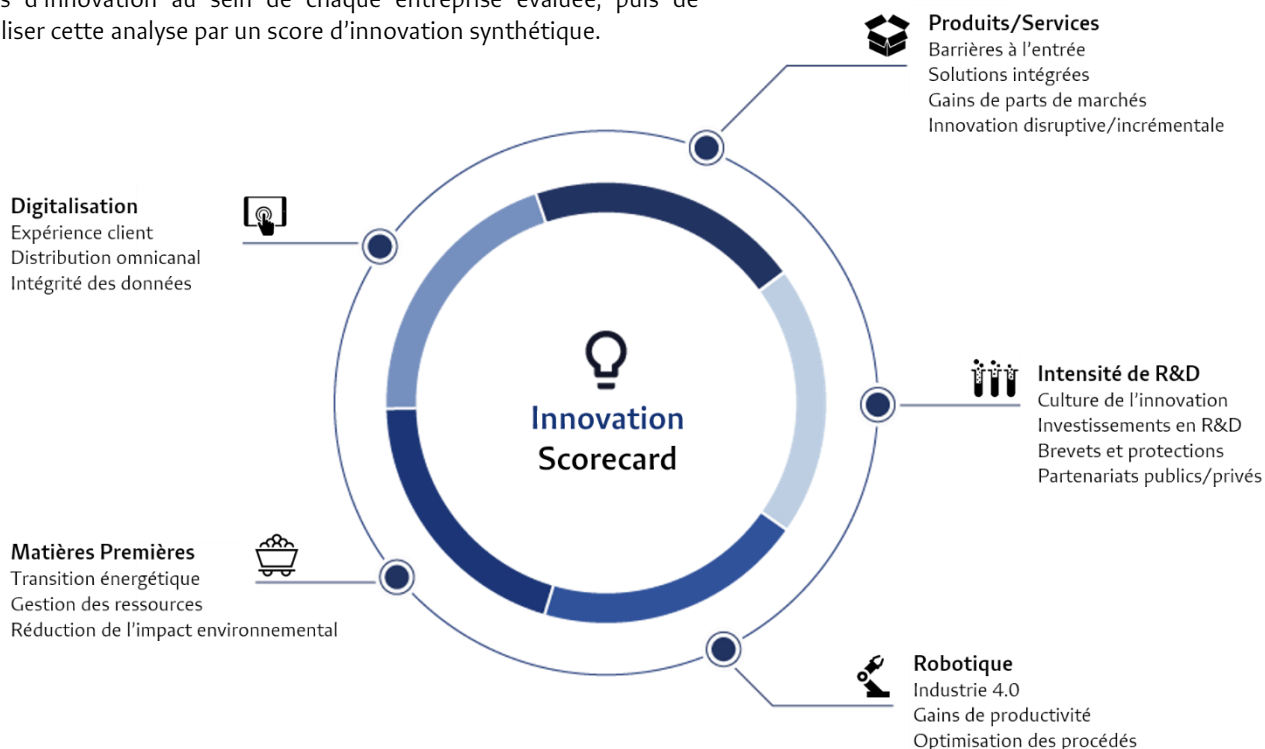 s d'innovation au sein de chaque entreprise évaluée, puis de
liser cette analyse par un score d'innovation synthétique.
Produits/Services
Barrières à l'entrée
Solutions intégrées
Gains de parts de marchés
Innovation disruptive/incrémentale
Digitalisation
Expérience client
Distribution omnicanal
Intégrité des données
Innovation
Scorecard
Intensité de R&D
Culture de l'innovation
Investissements en R&D
Brevets et protections
Partenariats publics/privés
Matières Premières
Transition énergétique
Gestion des ressources
Réduction de l'impact environnemental
Robotique
Industrie 4.0
Gains de productivité
Optimisation des procédés